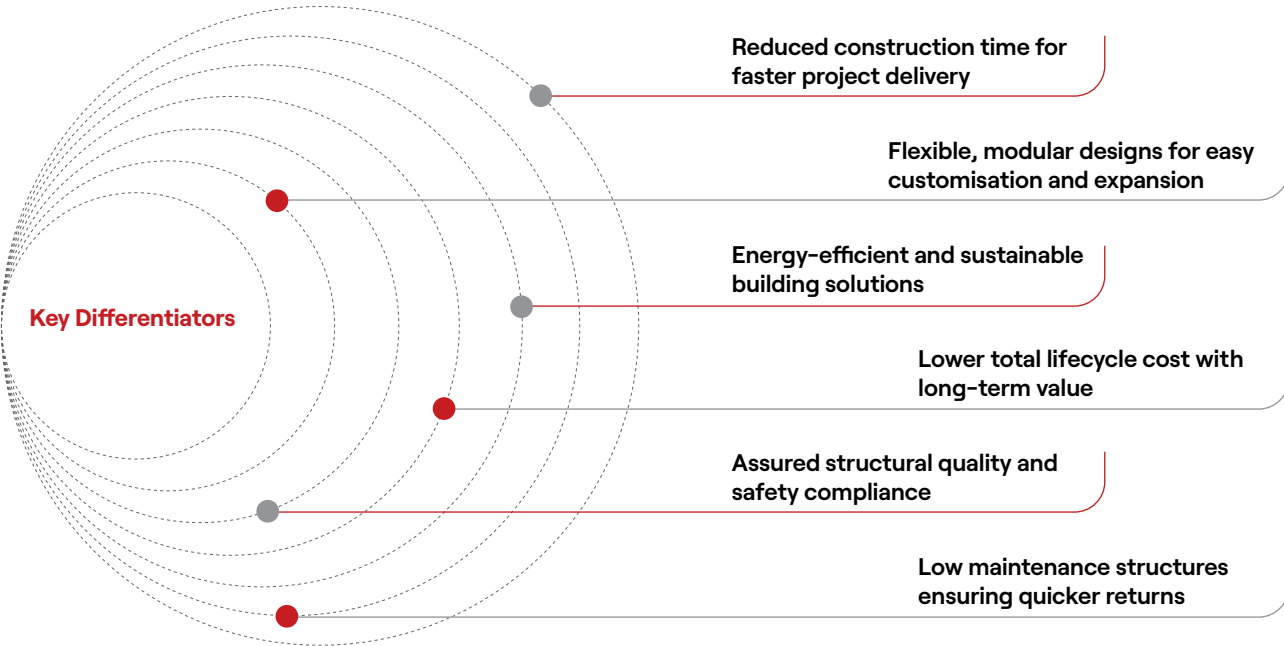 Reduced construction time for
faster project delivery
Flexible, modular designs for easy
customisation and expansion
Energy-efficient and sustainable
building solutions
Key Differentiators
Lower total lifecycle cost with
long-term value
Assured structural quality and
safety compliance
Low maintenance structures
ensuring quicker returns